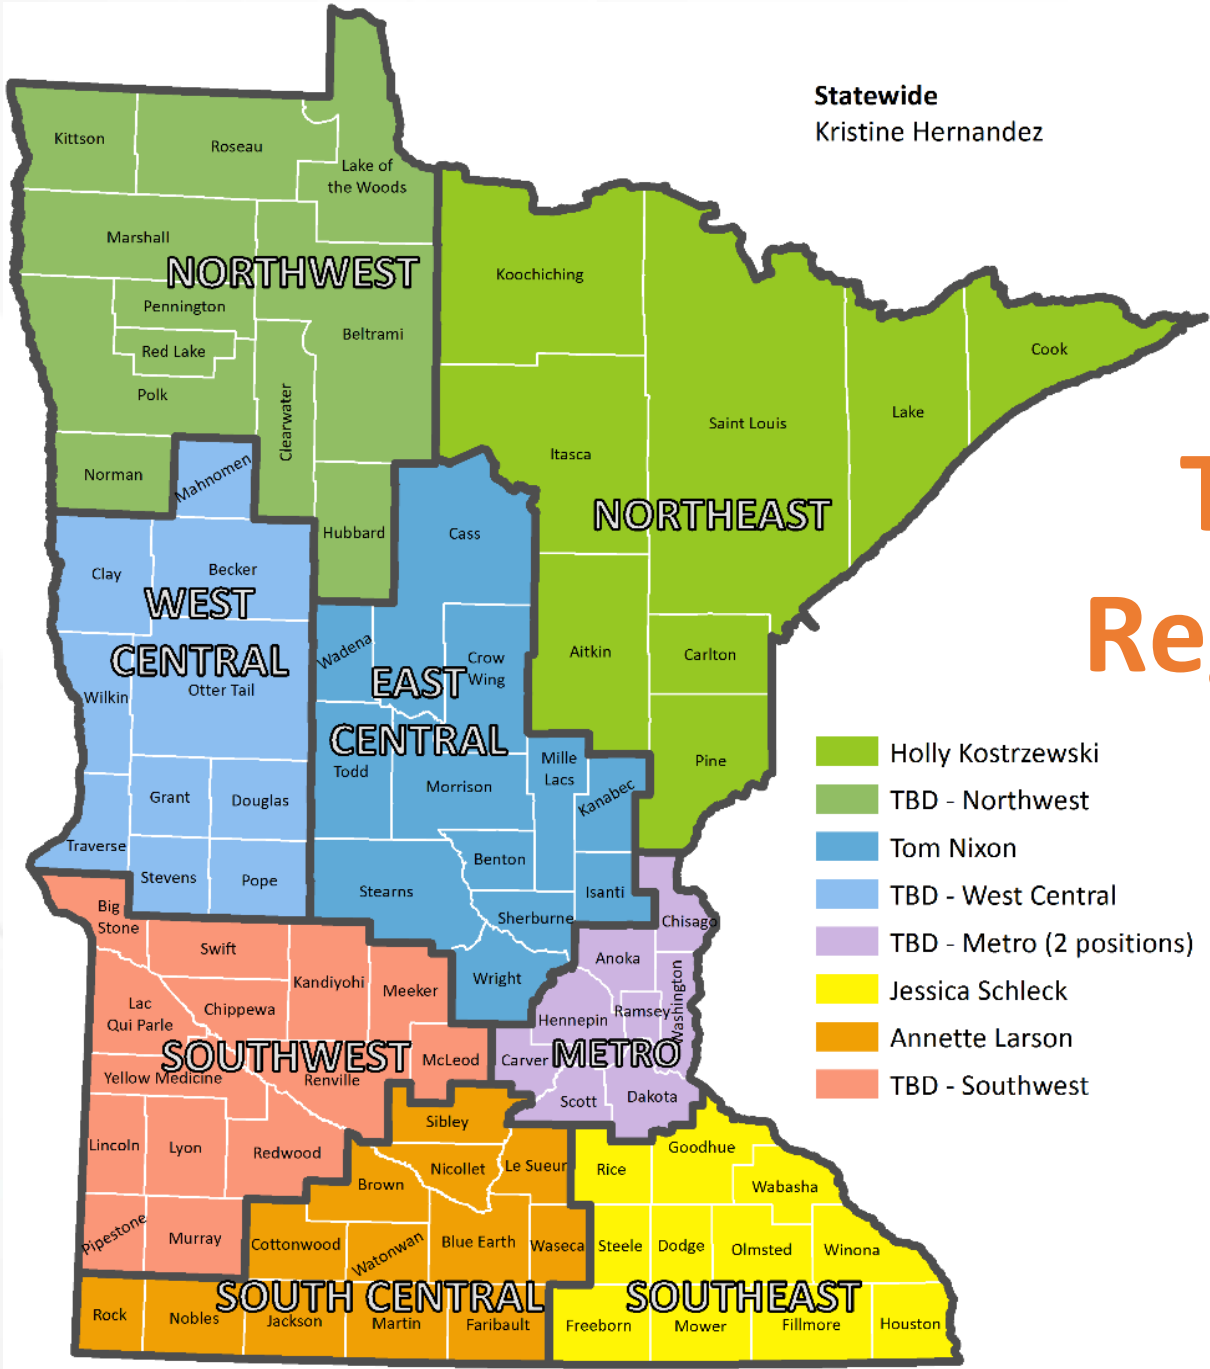 Statewide
Kristine Hernandez
Kittson
Roseau
Lake of
the Woods
Marshall
NORTHWEST
Pennington
Red Lake
Beltrami
Polk
Clearwater
Norman
Hubbard
Koochiching
Cook
Lake
Saint Louis
Itasca
NORTHEAST
Aitkin
Carlton
Pine
T
Re
Mahnomen
Clay
Becker
WEST
CENTRAL
Otter Tail
Wilkin
Grant
Douglas
Traverse
Stevens
Pope
Cass
Wadena
Crow
Wing
EAST
CENTRAL
Todd
Morrison
Mille
Lacs
Kanabec
Benton
Stearns
Isanti
Sherburne
Wright
Holly Kostrzewski
TBD - Northwest
Tom Nixon
TBD - West Central
TBD - Metro (2 positions)
Jessica Schleck
Annette Larson
TBD - Southwest
Chisago
Anoka
Washington
Ramsey
Hennepin
Carver
METRO
Scott
Dakota
Big
Stone
Swift
Kandiyohi
Meeker
Lac
Qui Parle
Chippewa
SOUTHWEST
McLeod
Yellow Medicine
Renville
Lincoln
Lyon
Redwood
Pipestone
Murray
Sibley
Nicollet
Le Sueur
Brown
Cottonwood
Watonwan
Blue Earth
Waseca
SOUTH CENTRAL
Rock
Nobles
Jackson
Martin
Faribault
Goodhue
Rice
Wabasha
Steele
Dodge
Olmsted
Winona
SOUTHEAST
Freeborn
Mower
Fillmore
Houston